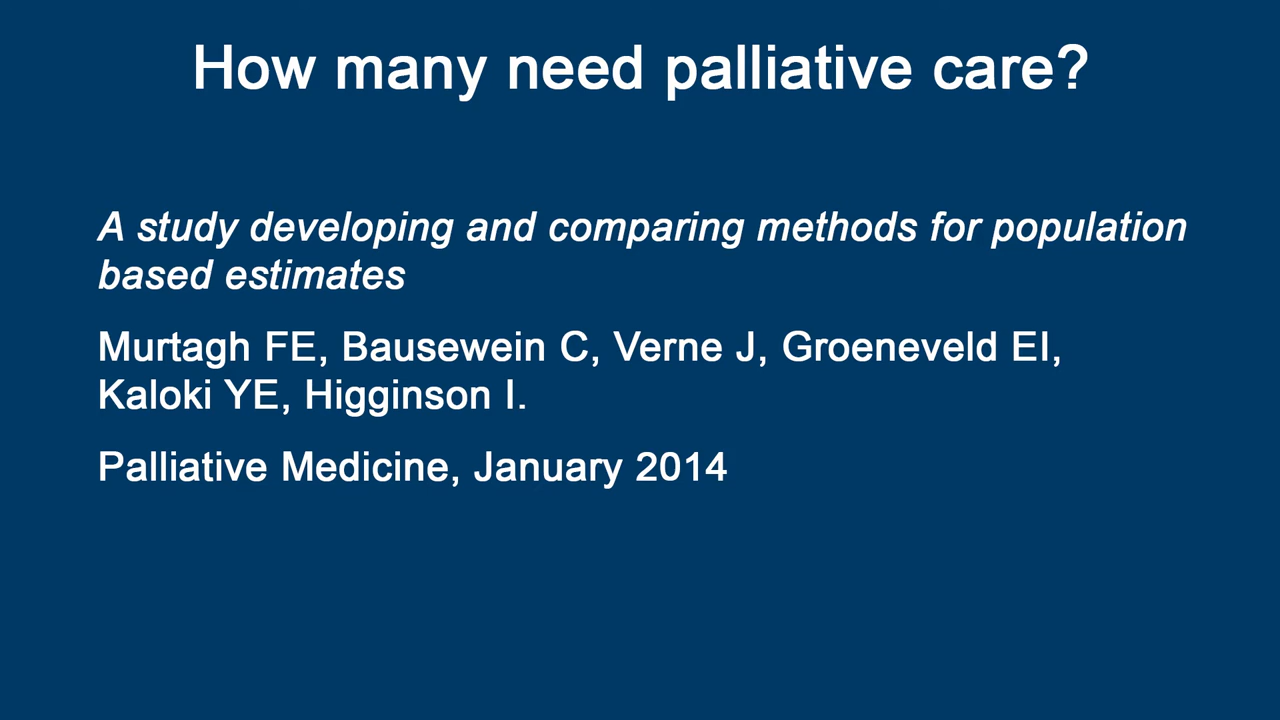 How many need palliative care?
A study developing and comparing methods for population
based estimates
Murtagh FE, Bausewein C, Verne J, Groeneveld EI,
Kaloki YE, Higginson I.
Palliative Medicine, January 2014